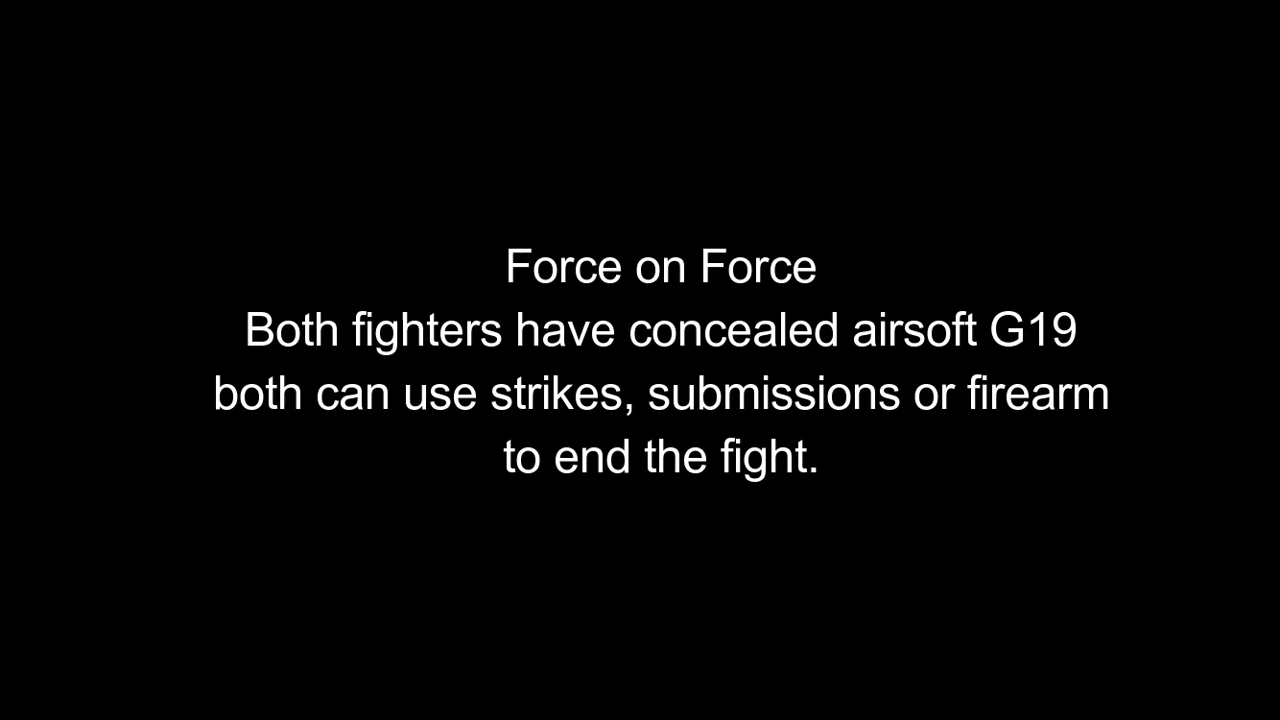 Force on Force
Both fighters have concealed airsoft G19
both can use strikes, submissions or firearm
to end the fight.